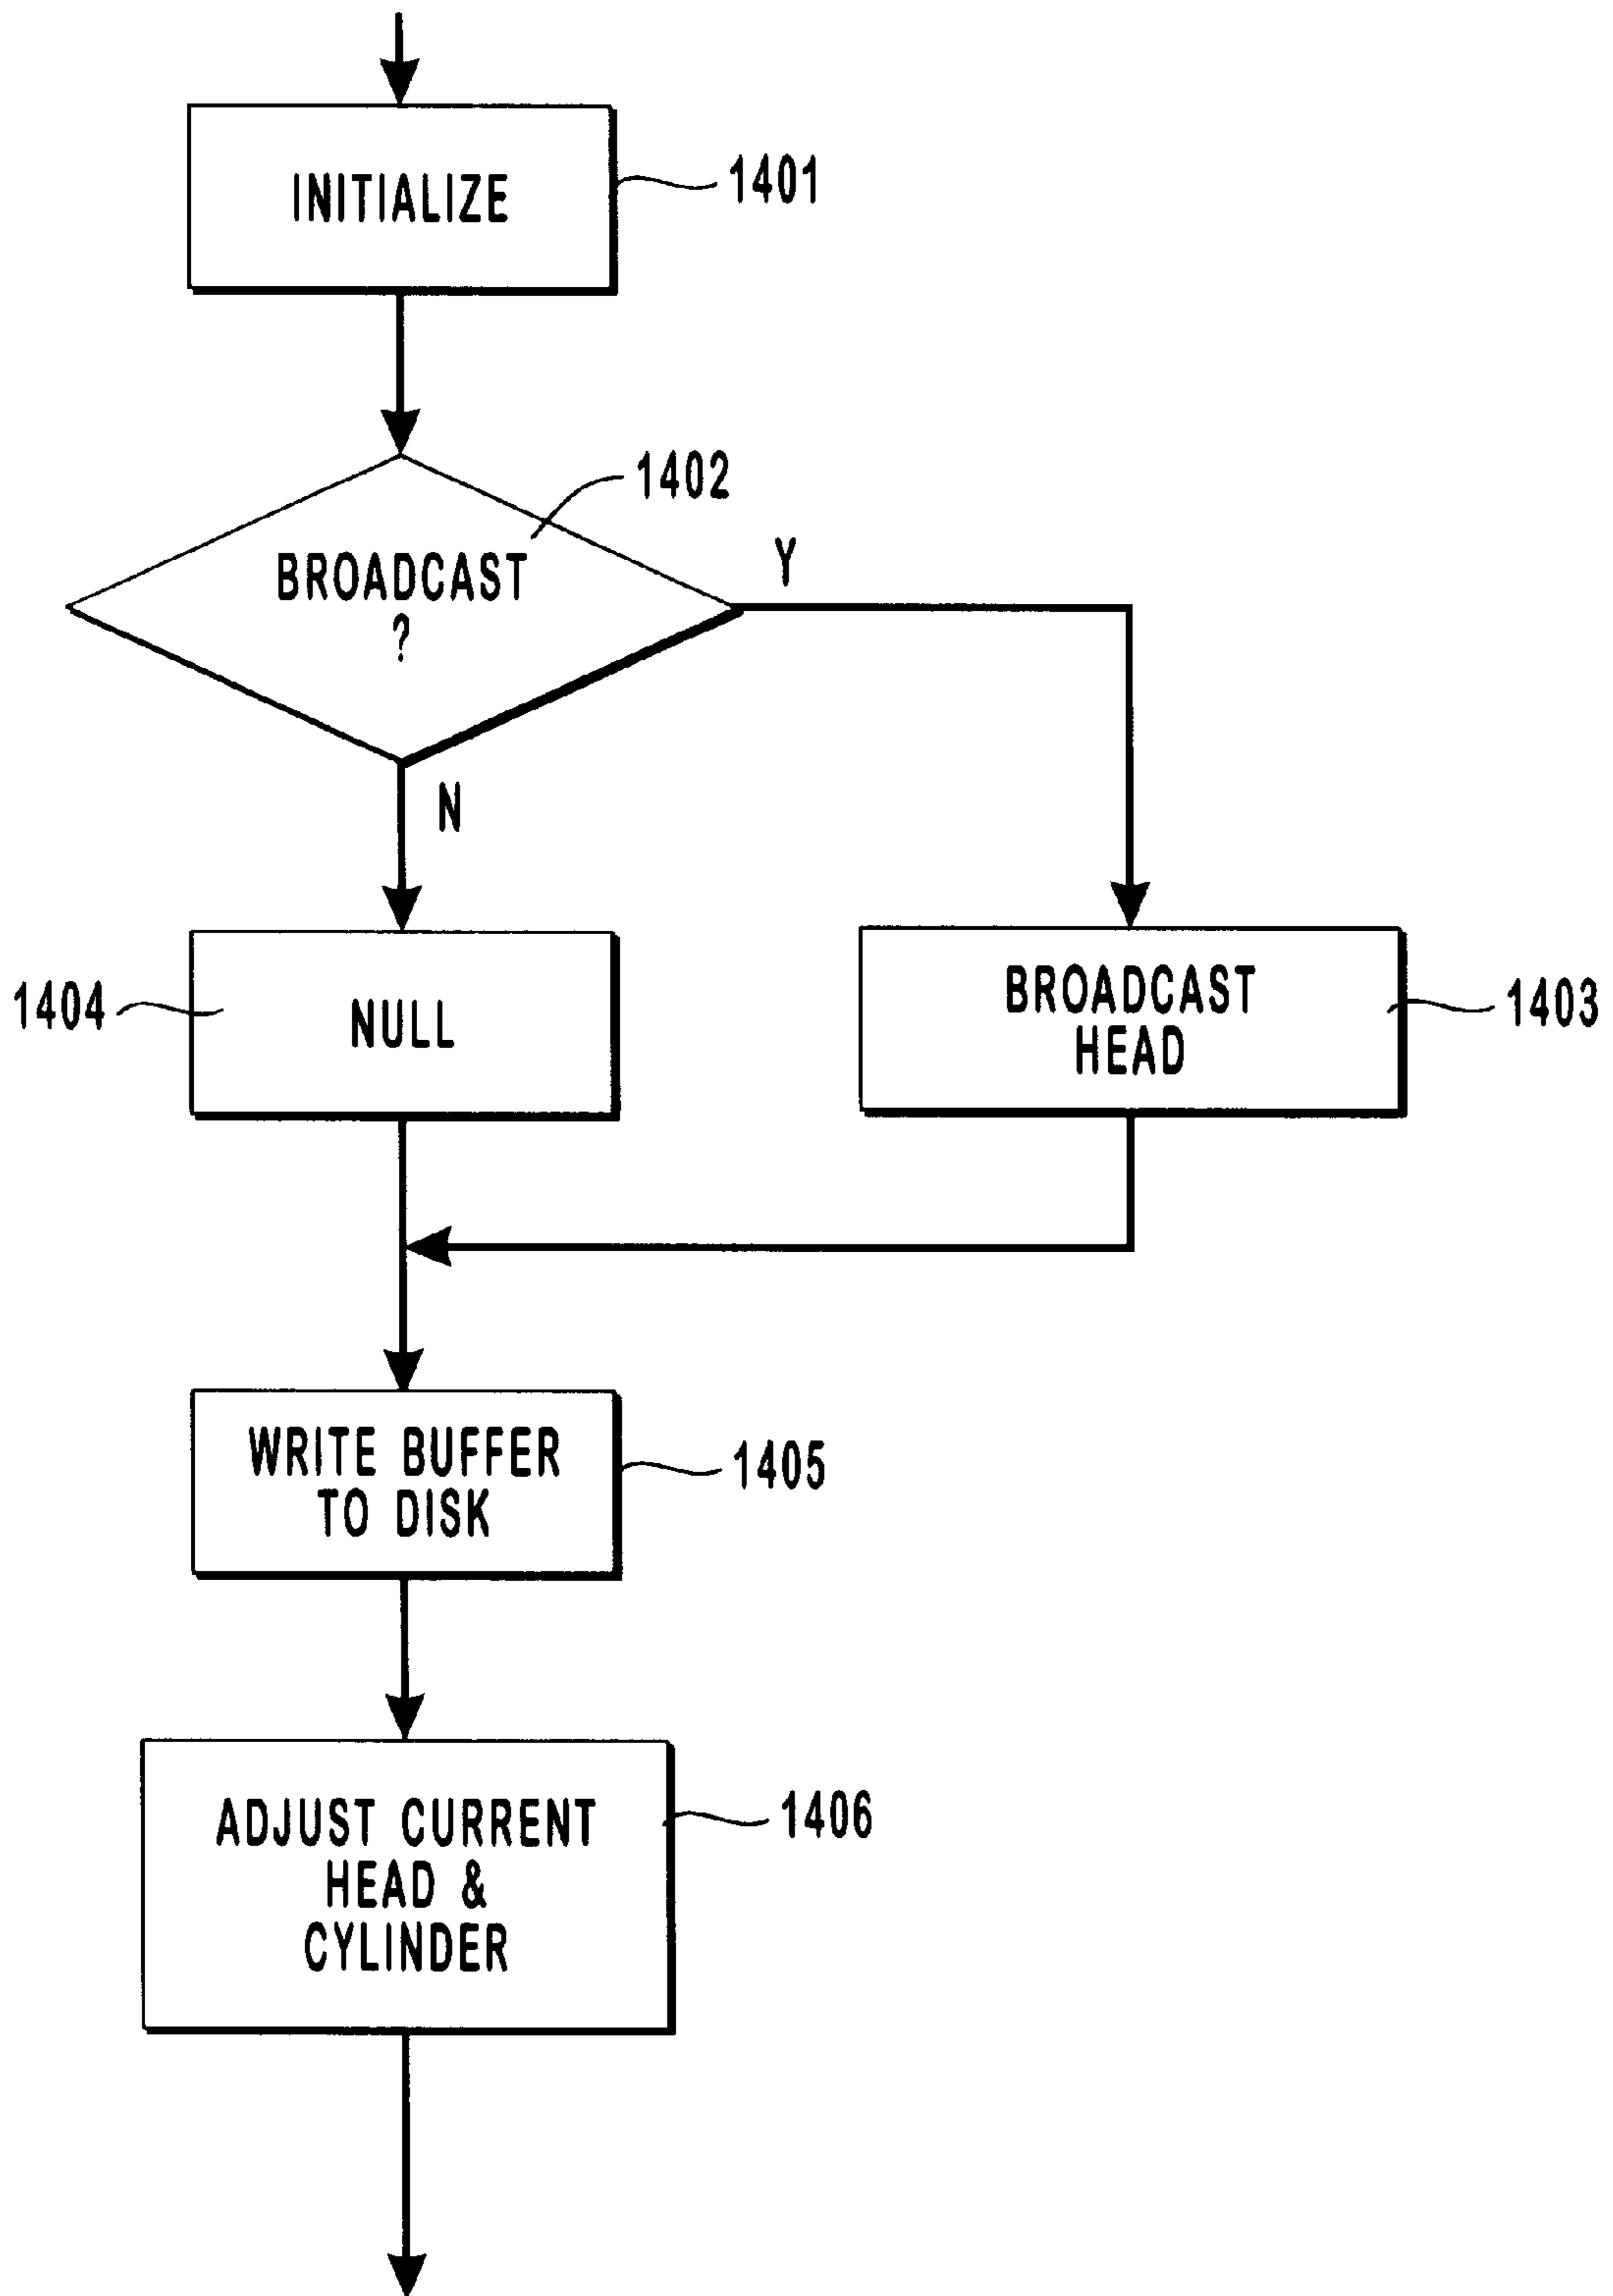 INITIALIZE
1401
1402
BROADCAST
?
Y
N
1404
NULL
BROADCAST
HEAD
1403
WRITE BUFFER
TO DISK
1405
ADJUST CURRENT
HEAD &
CYLINDER
1406